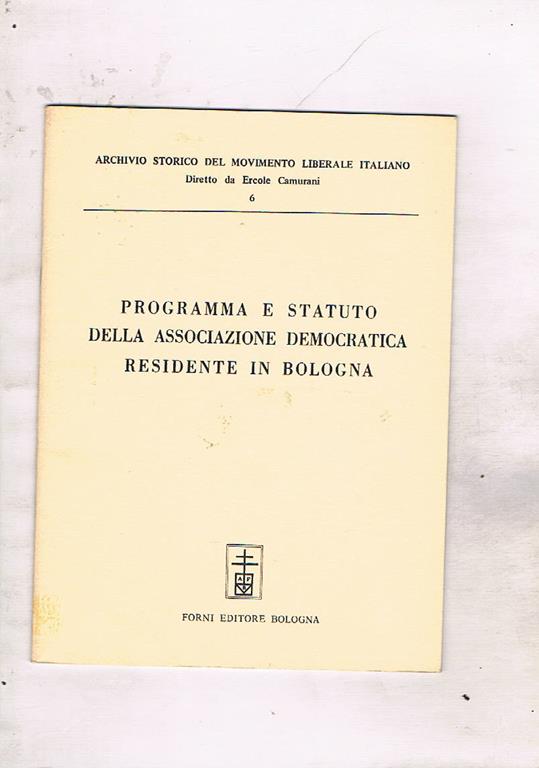 ARCHIVIO STORICO DEL MOVIMENTO LIBERALE ITALIANO
Diretto da Ercole Camurani
6
PROGRAMMA E STATUTO
DELLA ASSOCIAZIONE DEMOCRATICA
RESIDENTE IN BOLOGNA
A F
FORNI EDITORE BOLOGNA